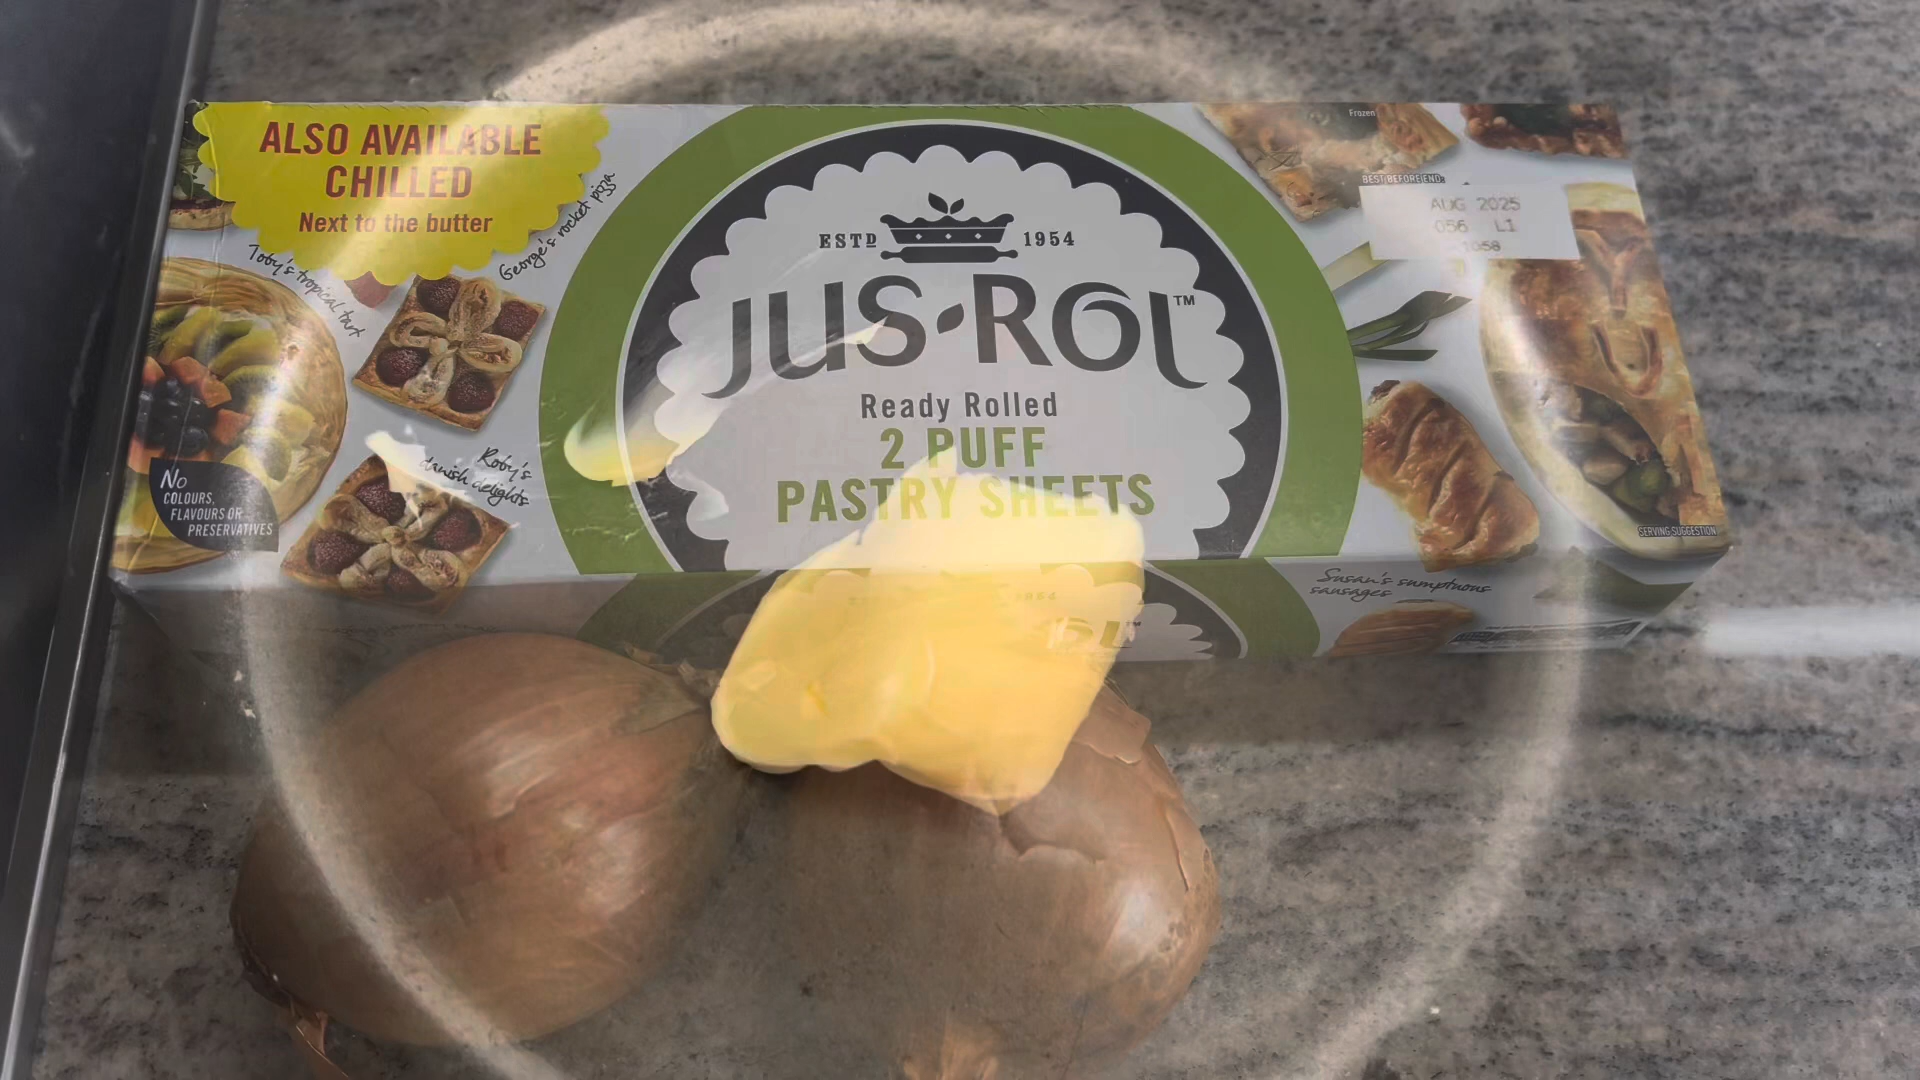 ALSO AVAILABLE
CHILLED
Next to the butter
George's rocket pizza
Toby's tropical tart
Roby's
danish delights
No
COLOURS,
FLAVOURS OR
PRESERVATIVES
ESTD 1954
JUS-ROL™
Ready Rolled
2 PUFF
PASTRY SHEETS
Frozen
BEST BEFORE END:
AUG 2025
056 L1
1058
SERVING SUGGESTION
Susan's sumptuous
sausages